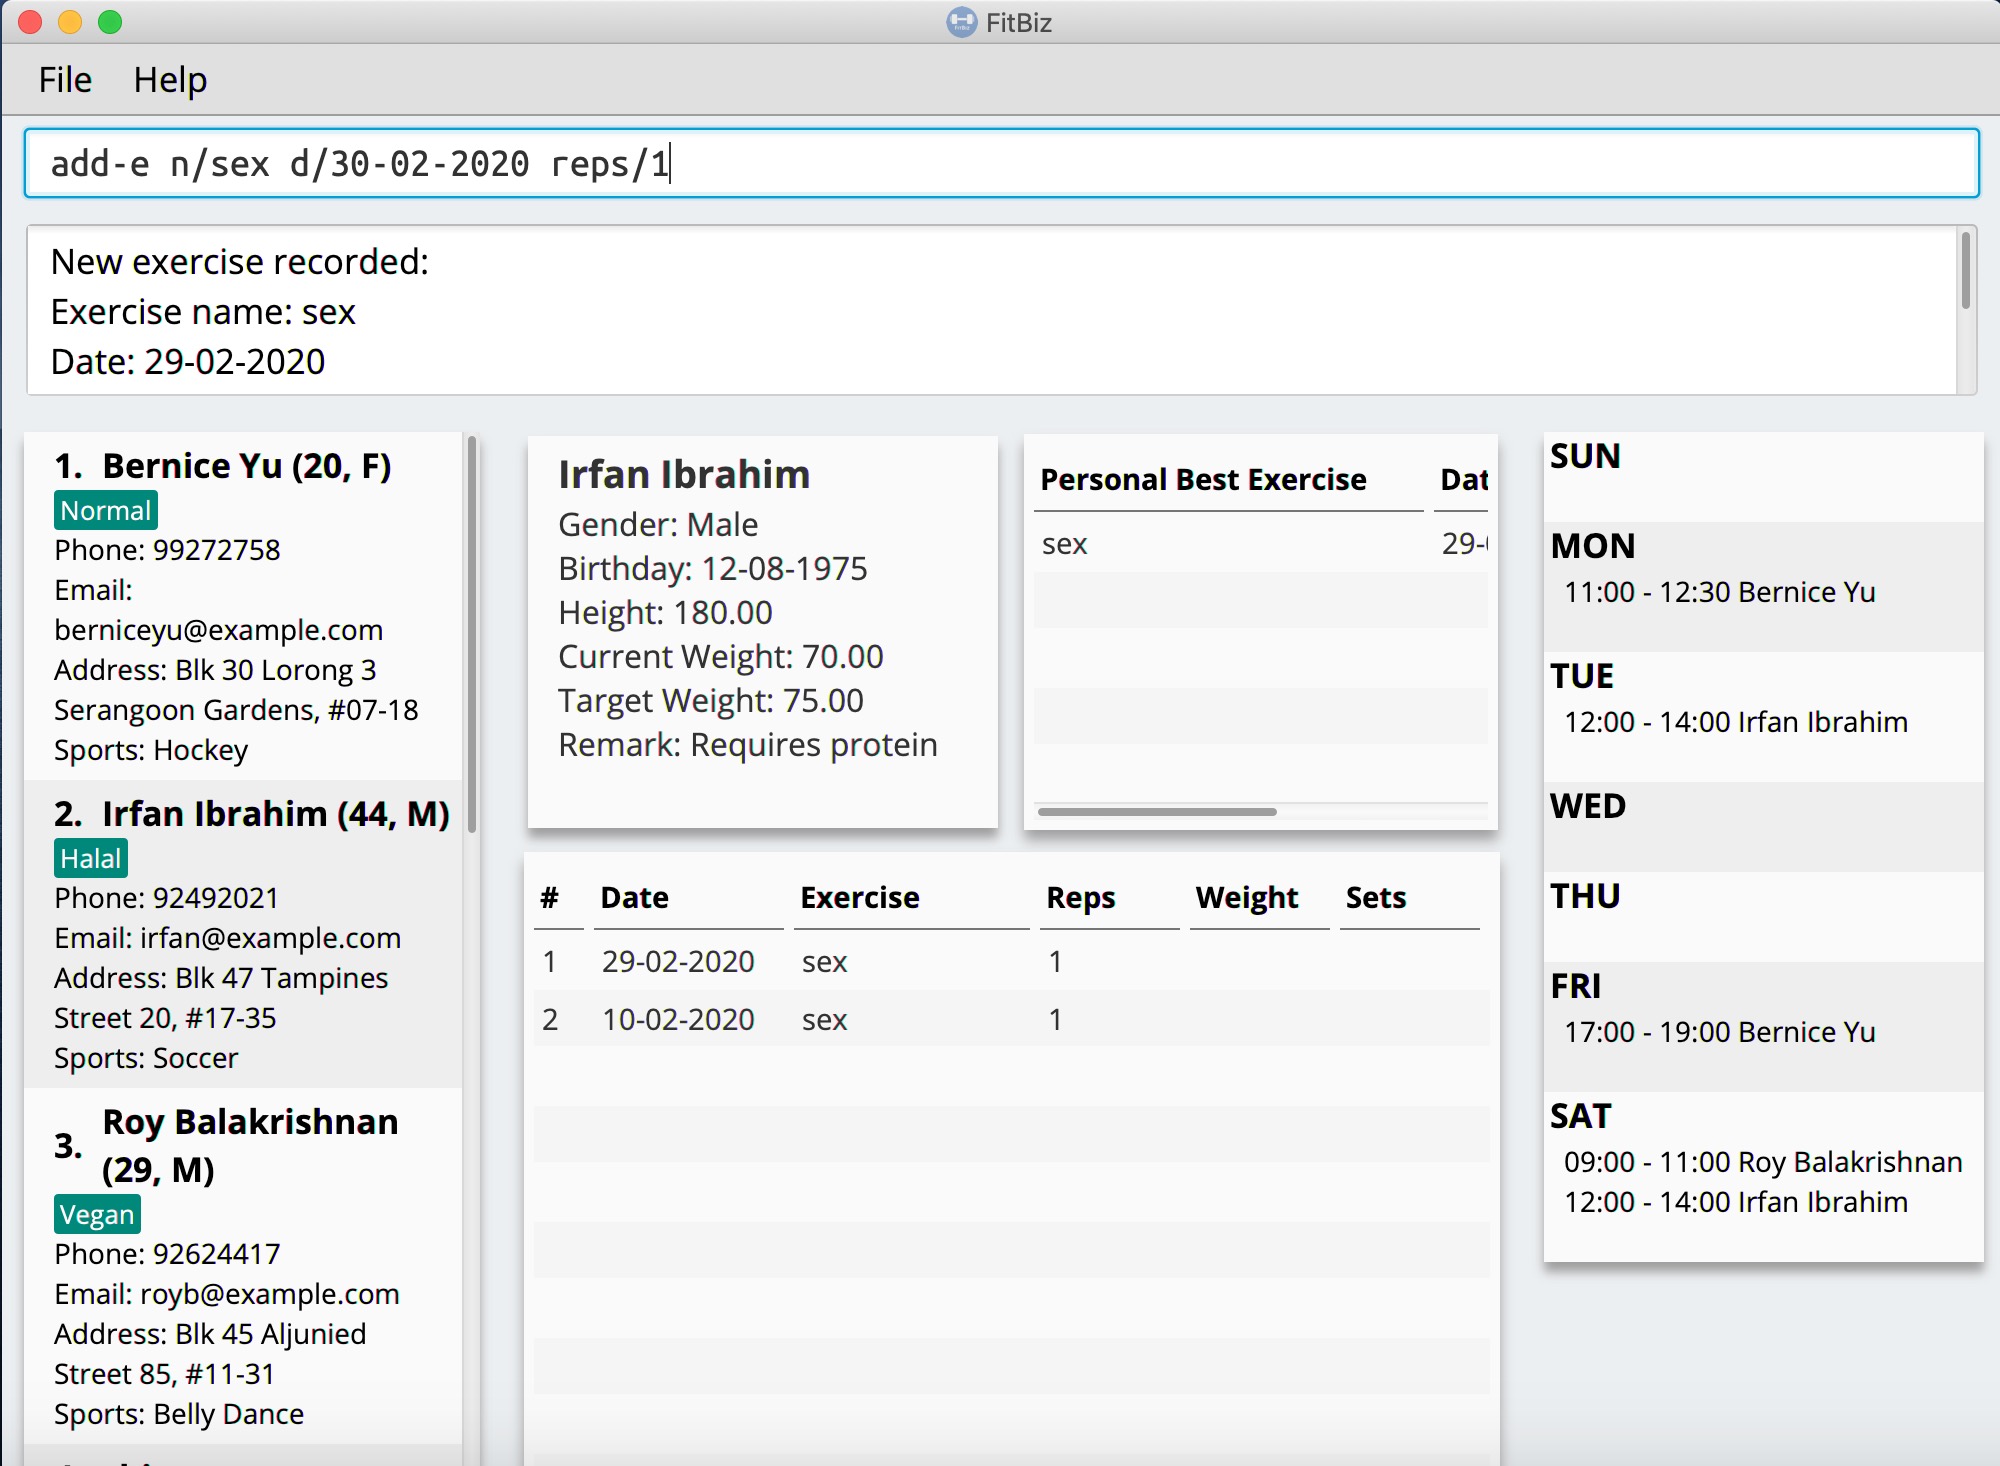 FitBiz
File Help
add-e n/sex d/30-02-2020 reps/1
New exercise recorded:
Exercise name: sex
Date: 29-02-2020
1. Bernice Yu (20, F)
Normal
Phone: 99272758
Email:
berniceyu@example.com
Address: Blk 30 Lorong 3
Serangoon Gardens, #07-18
Sports: Hockey
2. Irfan Ibrahim (44, M)
Halal
Phone: 92492021
Email: irfan@example.com
Address: Blk 47 Tampines
Street 20, #17-35
Sports: Soccer
3. Roy Balakrishnan
(29, M)
Vegan
Phone: 92624417
Email: royb@example.com
Address: Blk 45 Aljunied
Street 85, #11-31
Sports: Belly Dance
Irfan Ibrahim
Gender: Male
Birthday: 12-08-1975
Height: 180.00
Current Weight: 70.00
Target Weight: 75.00
Remark: Requires protein
Personal Best Exercise Dat
sex 29-
# Date Exercise Reps Weight Sets
1 29-02-2020 sex 1
2 10-02-2020 sex 1
SUN
MON
11:00 - 12:30 Bernice Yu
TUE
12:00 - 14:00 Irfan Ibrahim
WED
THU
FRI
17:00 - 19:00 Bernice Yu
SAT
09:00 - 11:00 Roy Balakrishnan
12:00 - 14:00 Irfan Ibrahim